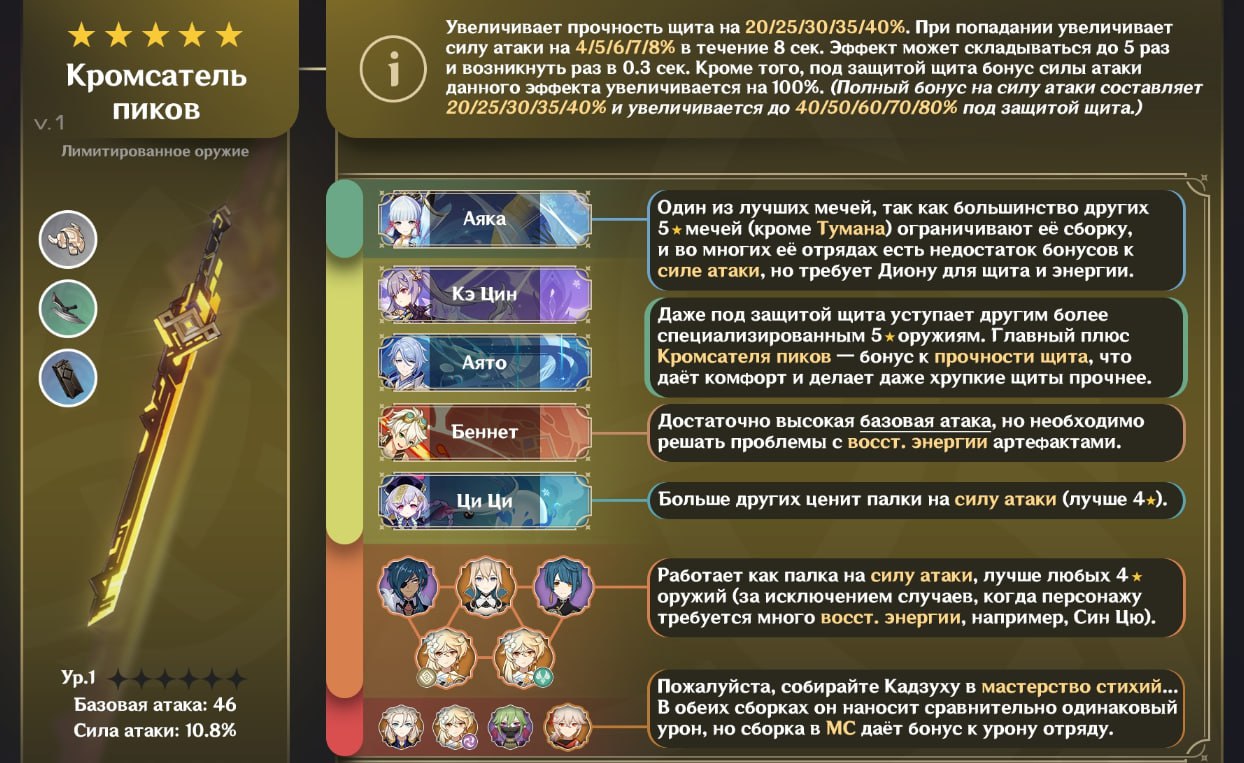 Кромсатель
пиков
v.1
Лимитированное оружие
Увеличивает прочность щита на 20/25/30/35/40%. При попадании увеличивает
силу атаки на 4/5/6/7/8% в течение 8 сек. Эффект может складываться до 5 раз
и возникнуть раз в 0.3 сек. Кроме того, под защитой щита бонус силы атаки
данного эффекта увеличивается на 100%. (Полный бонус на силу атаки составляет
20/25/30/35/40% и увеличивается до 40/50/60/70/80% под защитой щита.)
Аяка
Один из лучших мечей, так как большинство других
5★мечей (кроме Тумана) ограничивают её сборку,
и во многих её отрядах есть недостаток бонусов к
силе атаки, но требует Диону для щита и энергии.
Кэ Цин
Аято
Даже под защитой щита уступает другим более
специализированным 5★оружиям. Главный плюс
Кромсателя пиков — бонус к прочности щита, что
даёт комфорт и делает даже хрупкие щиты прочнее.
Беннет
Достаточно высокая базовая атака, но необходимо
решать проблемы с восст. энергии артефактами.
Ци Ци
Больше других ценит палки на силу атаки (лучше 4★).
Работает как палка на силу атаки, лучше любых 4★
оружий (за исключением случаев, когда персонажу
требуется много восст. энергии, например, Син Цю).
Пожалуйста, собирайте Кадзуху в мастерство стихий...
В обеих сборках он наносит сравнительно одинаковый
урон, но сборка в МС даёт бонус к урону отряду.
Ур.1
Базовая атака: 46
Сила атаки: 10.8%